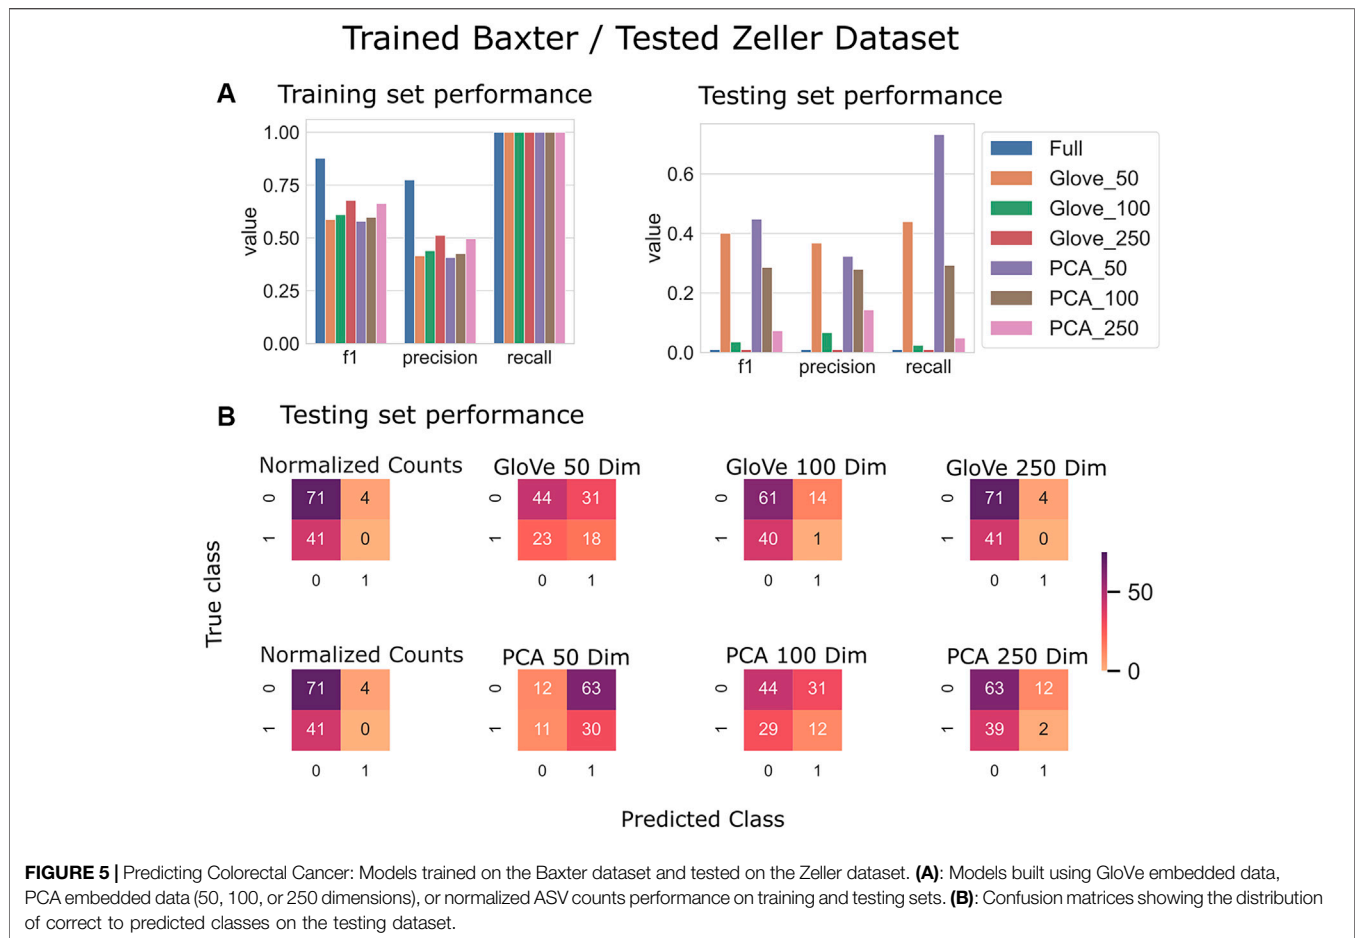 Trained Baxter / Tested Zeller Dataset
A Training set performance
1.00
0.75
0.50
0.25
0.00
value
f1 precision recall
Testing set performance
0.6
0.4
0.2
0.0
value
f1 precision recall
Full
Glove_50
Glove_100
Glove_250
PCA_50
PCA_100
PCA_250
B Testing set performance
Normalized Counts GloVe 50 Dim GloVe 100 Dim GloVe 250 Dim
0 71 4 0 44 31 0 61 14 0 71 4
1 41 0 1 23 18 1 40 1 1 41 0
0 1 0 1 0 1 0 1
True class
50
0
Normalized Counts PCA 50 Dim PCA 100 Dim PCA 250 Dim
0 71 4 0 12 63 0 44 31 0 63 12
1 41 0 1 11 30 1 29 12 1 39 2
0 1 0 1 0 1 0 1
Predicted Class
FIGURE 5 | Predicting Colorectal Cancer: Models trained on the Baxter dataset and tested on the Zeller dataset. (A): Models built using GloVe embedded data,
PCA embedded data (50, 100, or 250 dimensions), or normalized ASV counts performance on training and testing sets. (B): Confusion matrices showing the distribution
of correct to predicted classes on the testing dataset.